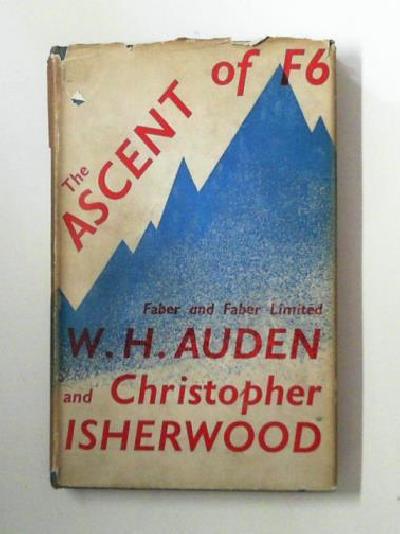 The
ASCENT
of F6
Faber and Faber Limited
W.H. AUDEN
and Christopher
ISHERWOOD